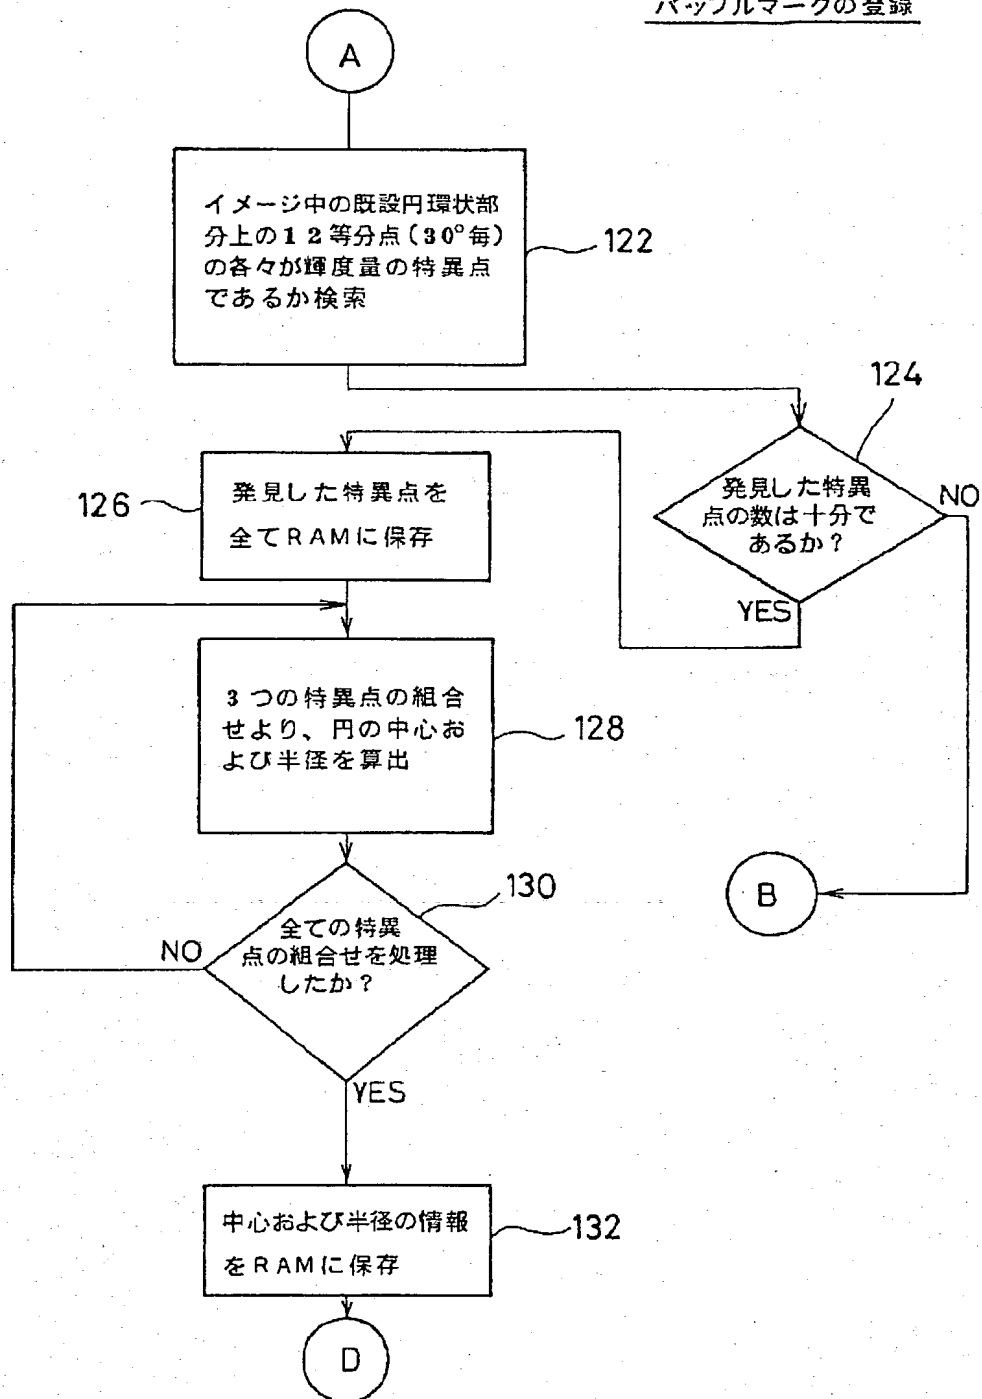 バッフルマークの登録
A
イメージ中の既設円環状部
分上の12等分点(30°毎)
の各々が輝度量の特異点
であるか検索
122
124
発見した特異
点の数は十分で
あるか?
NO
YES
126
発見した特異点を
全てRAMに保存
3つの特異点の組合
せより、円の中心お
よび半径を算出
128
B
130
全ての特異
点の組合せを処理
したか?
NO
YES
中心および半径の情報
をRAMに保存
132
D